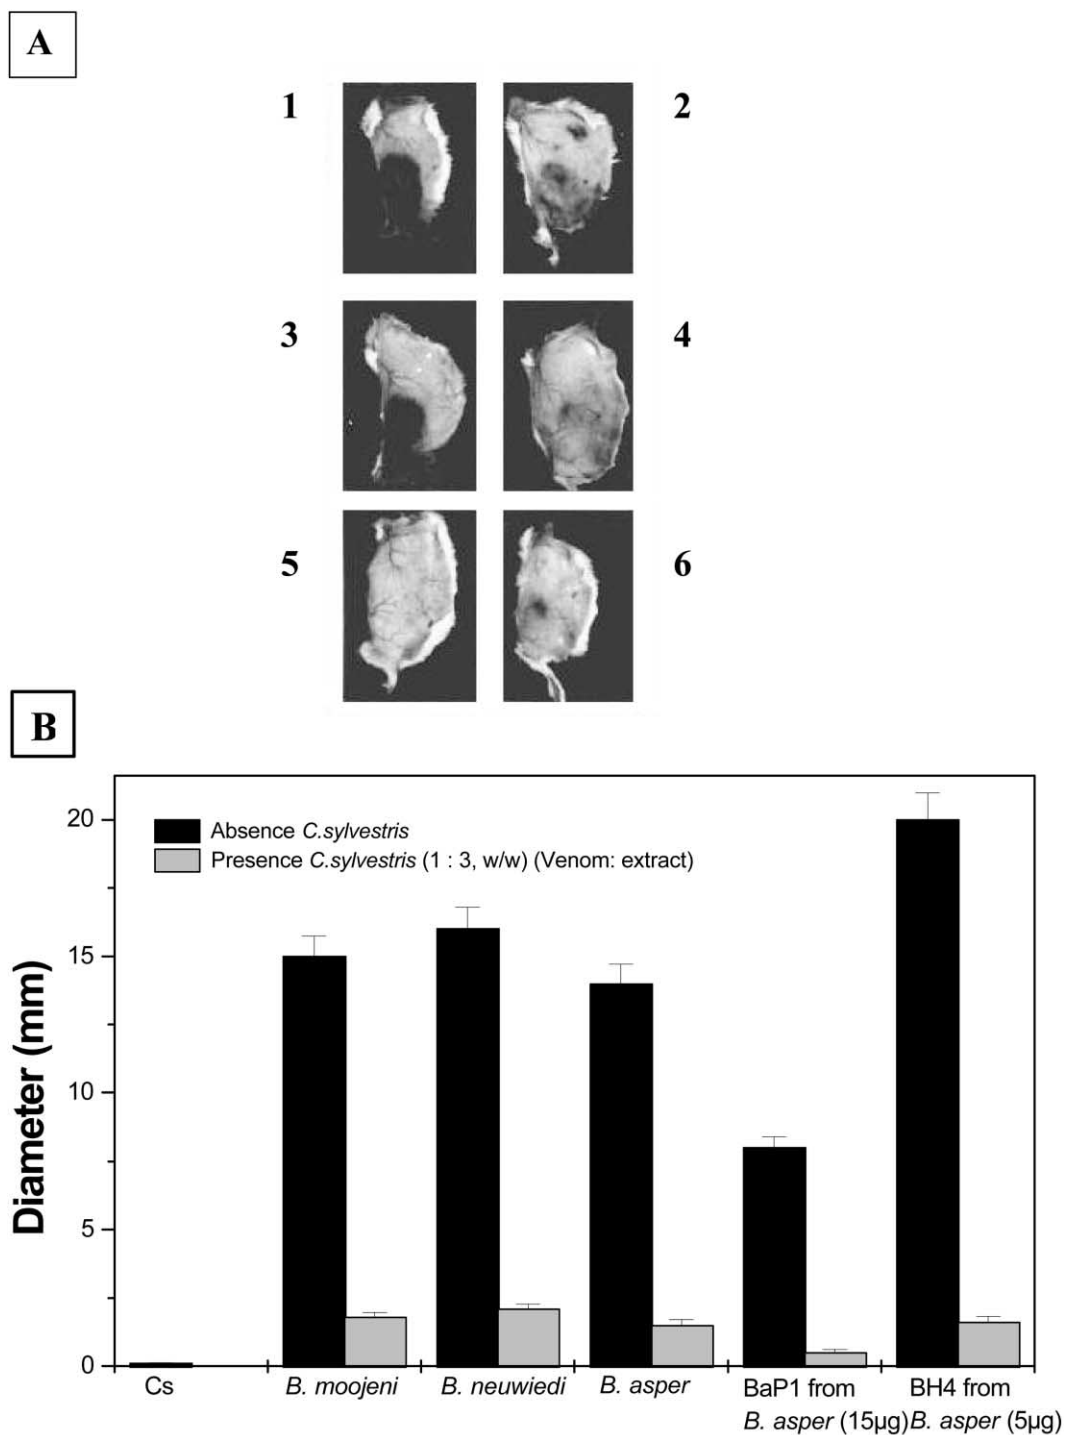 A
1
2
3
4
5
6
B
Absence C.sylvestris
Presence C.sylvestris (1 : 3, w/w) (Venom: extract)
Diameter (mm)
20
15
10
5
0
Cs
B. moojeni
B. neuwiedi
B. asper
BaP1 from
B. asper (15µg)
BH4 from
B. asper (5µg)